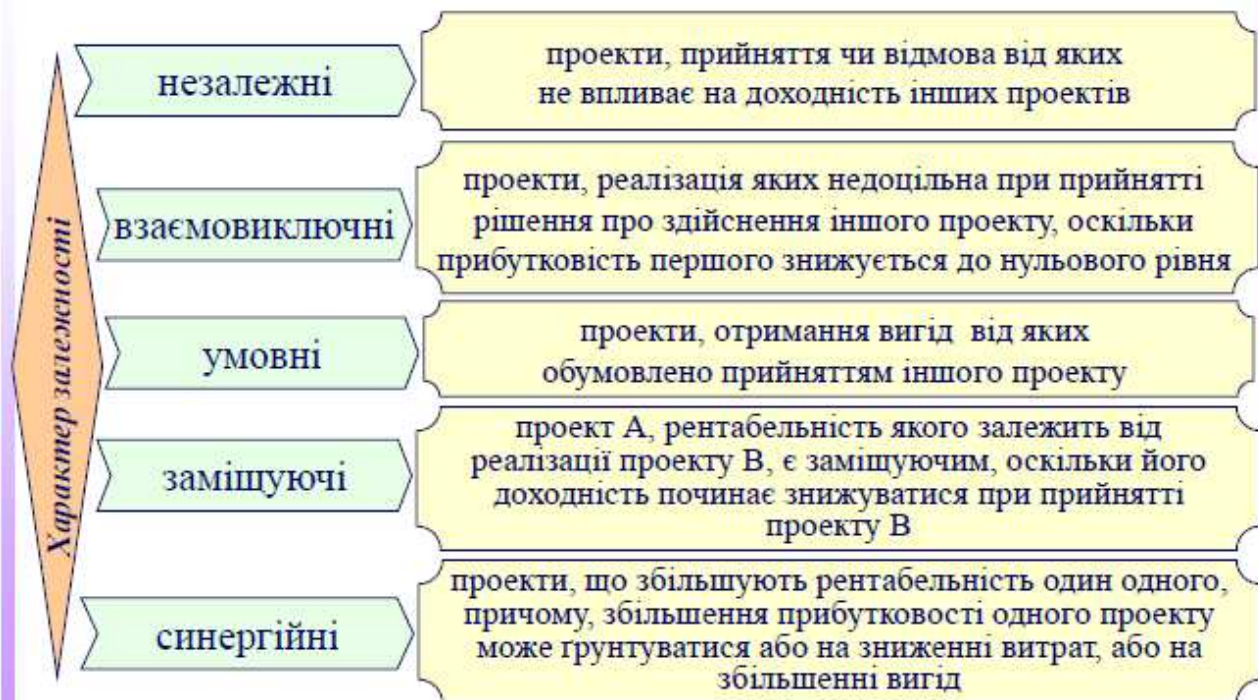 Характер залежності
незалежні
проекти, прийняття чи відмова від яких
не впливає на доходність інших проектів
взаємовиключні
проекти, реалізація яких недоцільна при прийнятті
рішення про здійснення іншого проекту, оскільки
прибутковість першого знижується до нульового рівня
умовні
проекти, отримання вигід від яких
обумовлено прийняттям іншого проекту
заміщуючі
проект А, рентабельність якого залежить від
реалізації проекту В, є заміщуючим, оскільки його
доходність починає знижуватися при прийнятті
проекту В
синергійні
проекти, що збільшують рентабельність один одного,
причому, збільшення прибутковості одного проекту
може ґрунтуватися або на зниженні витрат, або на
збільшенні вигід